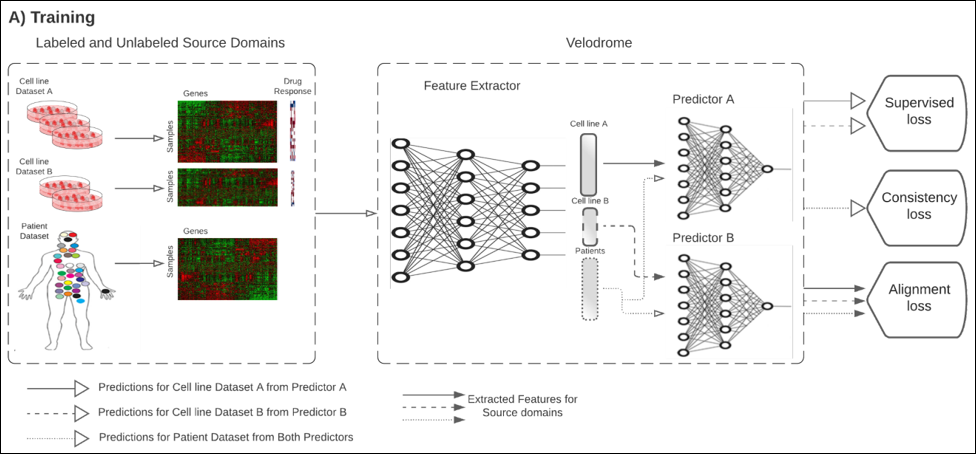 A) Training
Labeled and Unlabeled Source Domains
Velodrome
Cell line
Dataset A
Genes
Drug
Response
Samples
Cell line
Dataset B
Samples
Patient
Dataset
Genes
Samples
Feature Extractor
Cell line A
Cell line B
Patients
Predictor A
Predictor B
Supervised
loss
Consistency
loss
Alignment
loss
Predictions for Cell line Dataset A from Predictor A
Predictions for Cell line Dataset B from Predictor B
Predictions for Patient Dataset from Both Predictors
Extracted Features for
Source domains